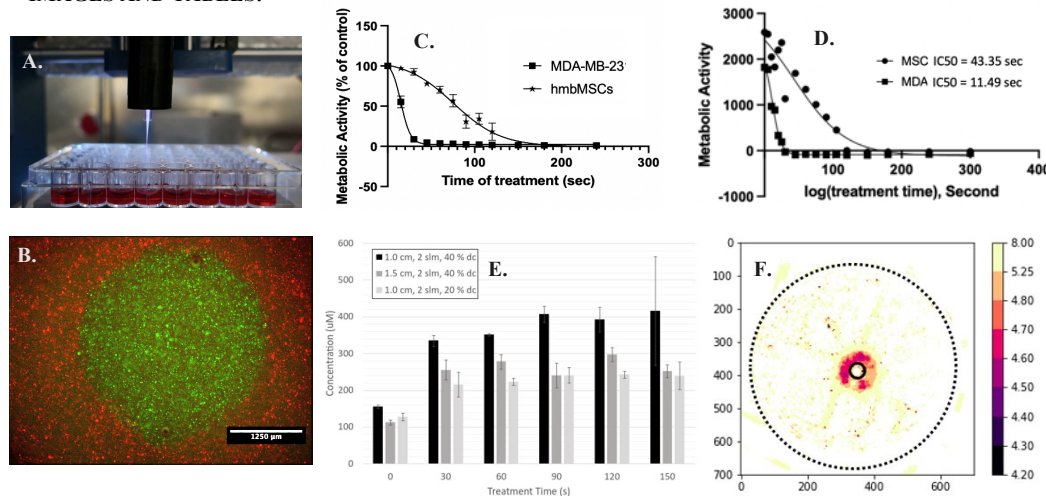 IMAGES AND TABLES.
A.
B.
1250 µm
C.
Metabolic Activity (% of control)
150
100
50
0
-50
100
200
300
MDA-MB-23
hmbMSCs
Time of treatment (sec)
D.
Metabolic Activity
3000
2000
1000
0
-1000
0
100
200
300
400
MSC IC50 = 43.35 sec
MDA IC50 = 11.49 sec
log(treatment time), Second
E.
Concentration (uM)
600
500
400
300
200
100
0
1.0 cm, 2 slm, 40 % dc
1.5 cm, 2 slm, 40 % dc
1.0 cm, 2 slm, 20 % dc
0
30
60
90
120
150
Treatment Time (s)
F.
0
100
200
300
400
500
600
700
0
200
400
600
8.00
5.25
4.80
4.70
4.60
4.50
4.40
4.30
4.20